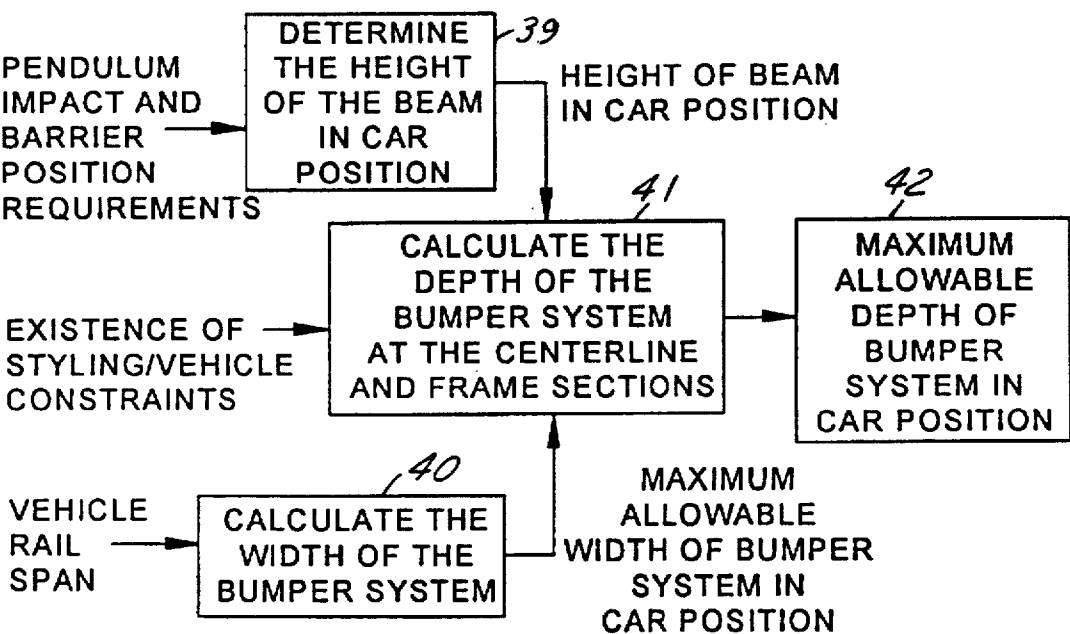 PENDULUM
IMPACT AND
BARRIER
POSITION
REQUIREMENTS
DETERMINE
THE HEIGHT
OF THE BEAM
IN CAR
POSITION
39
HEIGHT OF BEAM
IN CAR POSITION
EXISTENCE OF
STYLING/VEHICLE
CONSTRAINTS
41
CALCULATE THE
DEPTH OF THE
BUMPER SYSTEM
AT THE CENTERLINE
AND FRAME SECTIONS
42
MAXIMUM
ALLOWABLE
DEPTH OF
BUMPER
SYSTEM IN
CAR POSITION
VEHICLE
RAIL
SPAN
40
CALCULATE THE
WIDTH OF THE
BUMPER SYSTEM
MAXIMUM
ALLOWABLE
WIDTH OF BUMPER
SYSTEM IN
CAR POSITION